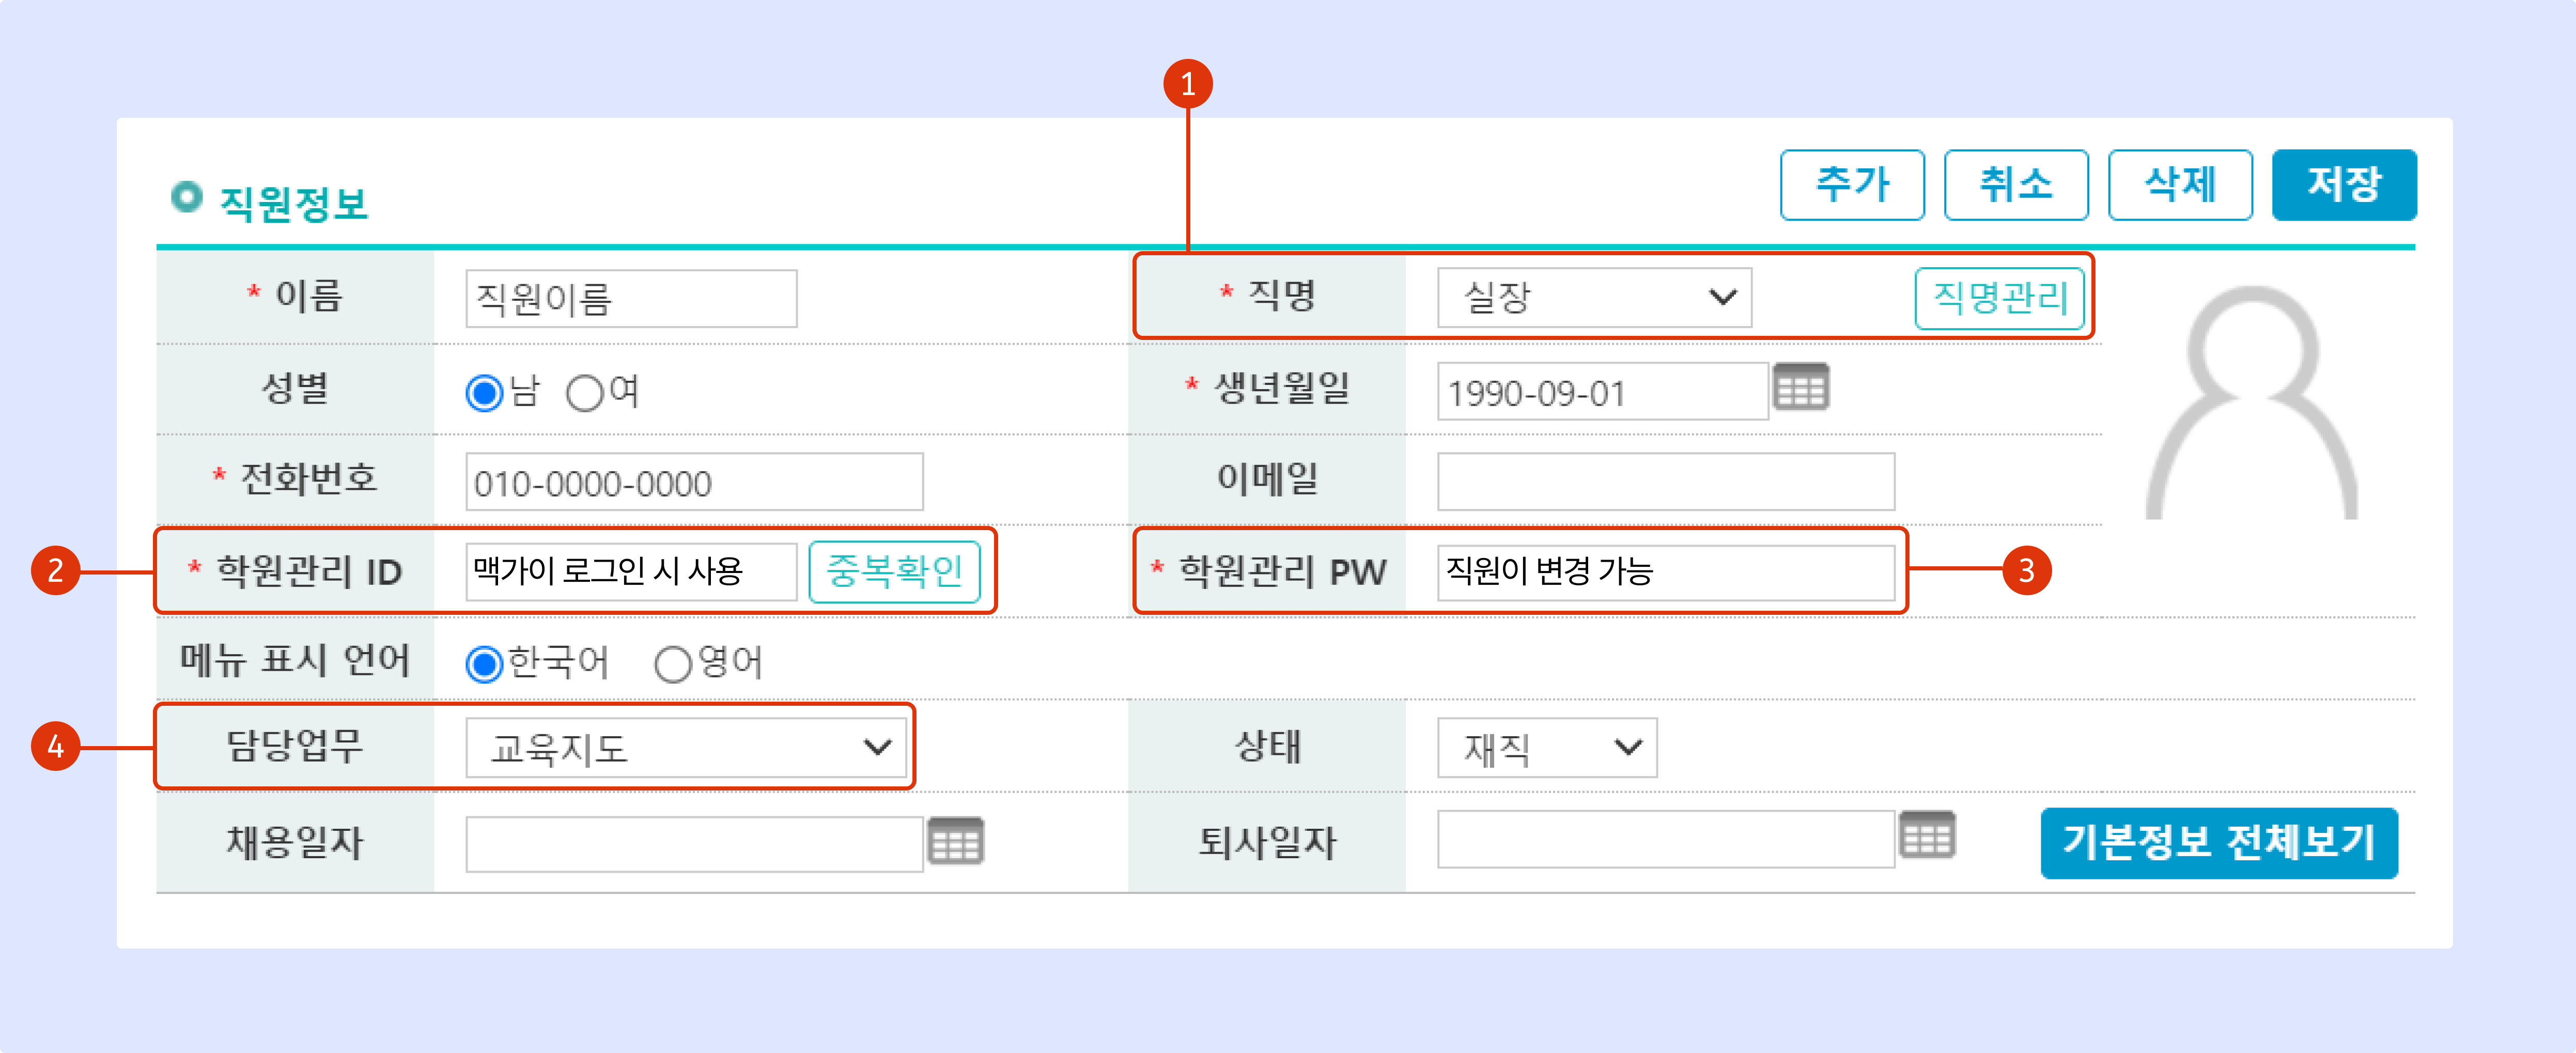 1
직원정보
추가 취소 삭제 저장
* 이름 직원이름 * 직명 실장 직명관리
성별 남 여 * 생년월일 1990-09-01
* 전화번호 010-0000-0000 이메일
2 * 학원관리 ID 맥가이 로그인 시 사용 중복확인 * 학원관리 PW 직원이 변경 가능 3
메뉴 표시 언어 한국어 영어
4 담당업무 교육지도 상태 재직
채용일자 퇴사일자 기본정보 전체보기